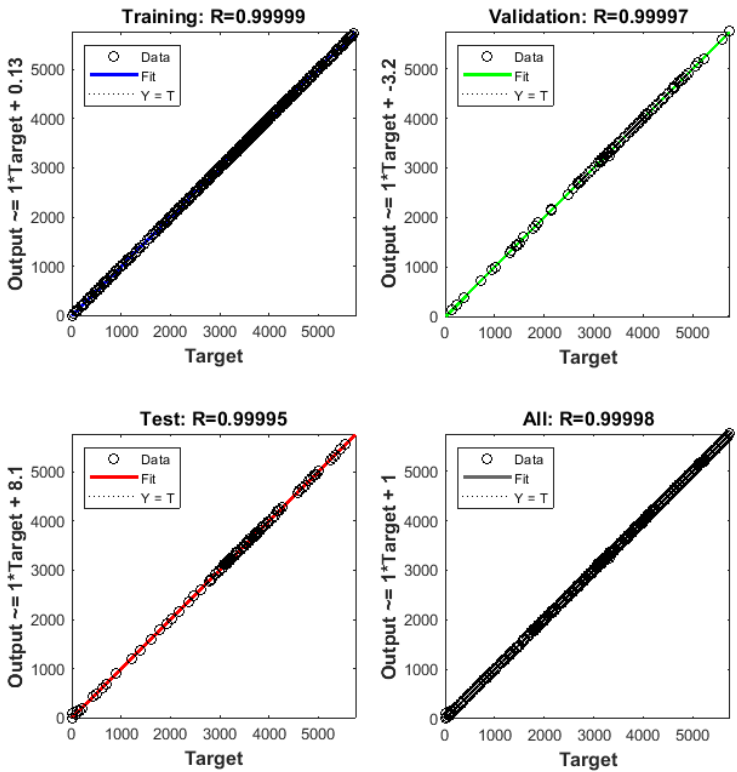 Training: R=0.99999
Output ~= 1*Target + 0.13
5000
4000
3000
2000
1000
0
Data
Fit
Y = T
0 1000 2000 3000 4000 5000
Target
Validation: R=0.99997
Output ~= 1*Target + -3.2
5000
4000
3000
2000
1000
0
Data
Fit
Y = T
0 1000 2000 3000 4000 5000
Target
Test: R=0.99995
Output ~= 1*Target + 8.1
5000
4000
3000
2000
1000
0
Data
Fit
Y = T
0 1000 2000 3000 4000 5000
Target
All: R=0.99998
Output ~= 1*Target + 1
5000
4000
3000
2000
1000
0
Data
Fit
Y = T
0 1000 2000 3000 4000 5000
Target